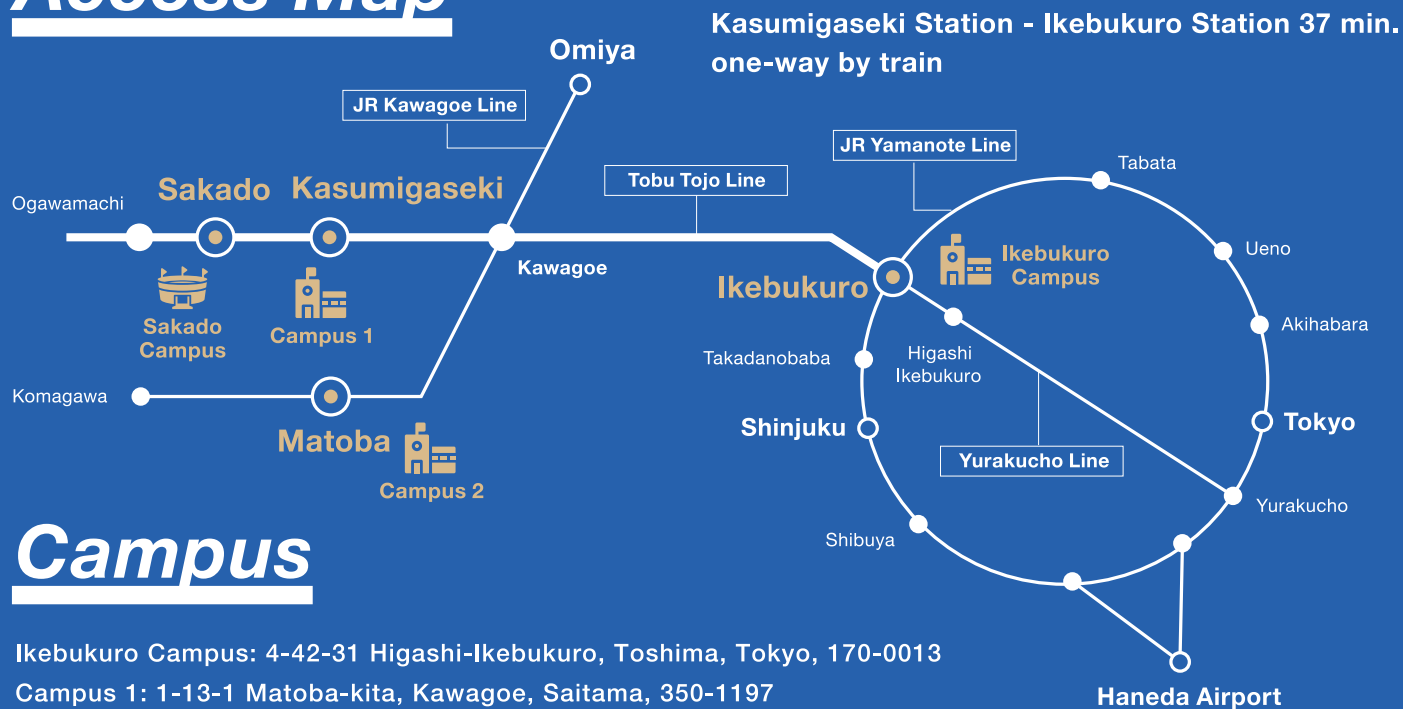 Access Map
Kasumigaseki Station - Ikebukuro Station 37 min.
one-way by train
Omiya
JR Kawagoe Line
JR Yamanote Line
Tabata
Tobu Tojo Line
Sakado
Kasumigaseki
Ogawamachi
Kawagoe
Ikebukuro
Ikebukuro
Campus
Ueno
Sakado
Campus
Campus 1
Akihabara
Takadanobaba
Higashi
Ikebukuro
Komagawa
Matoba
Campus 2
Shinjuku
Tokyo
Yurakucho Line
Yurakucho
Shibuya
Haneda Airport
Campus
Ikebukuro Campus: 4-42-31 Higashi-Ikebukuro, Toshima, Tokyo, 170-0013
Campus 1: 1-13-1 Matoba-kita, Kawagoe, Saitama, 350-1197